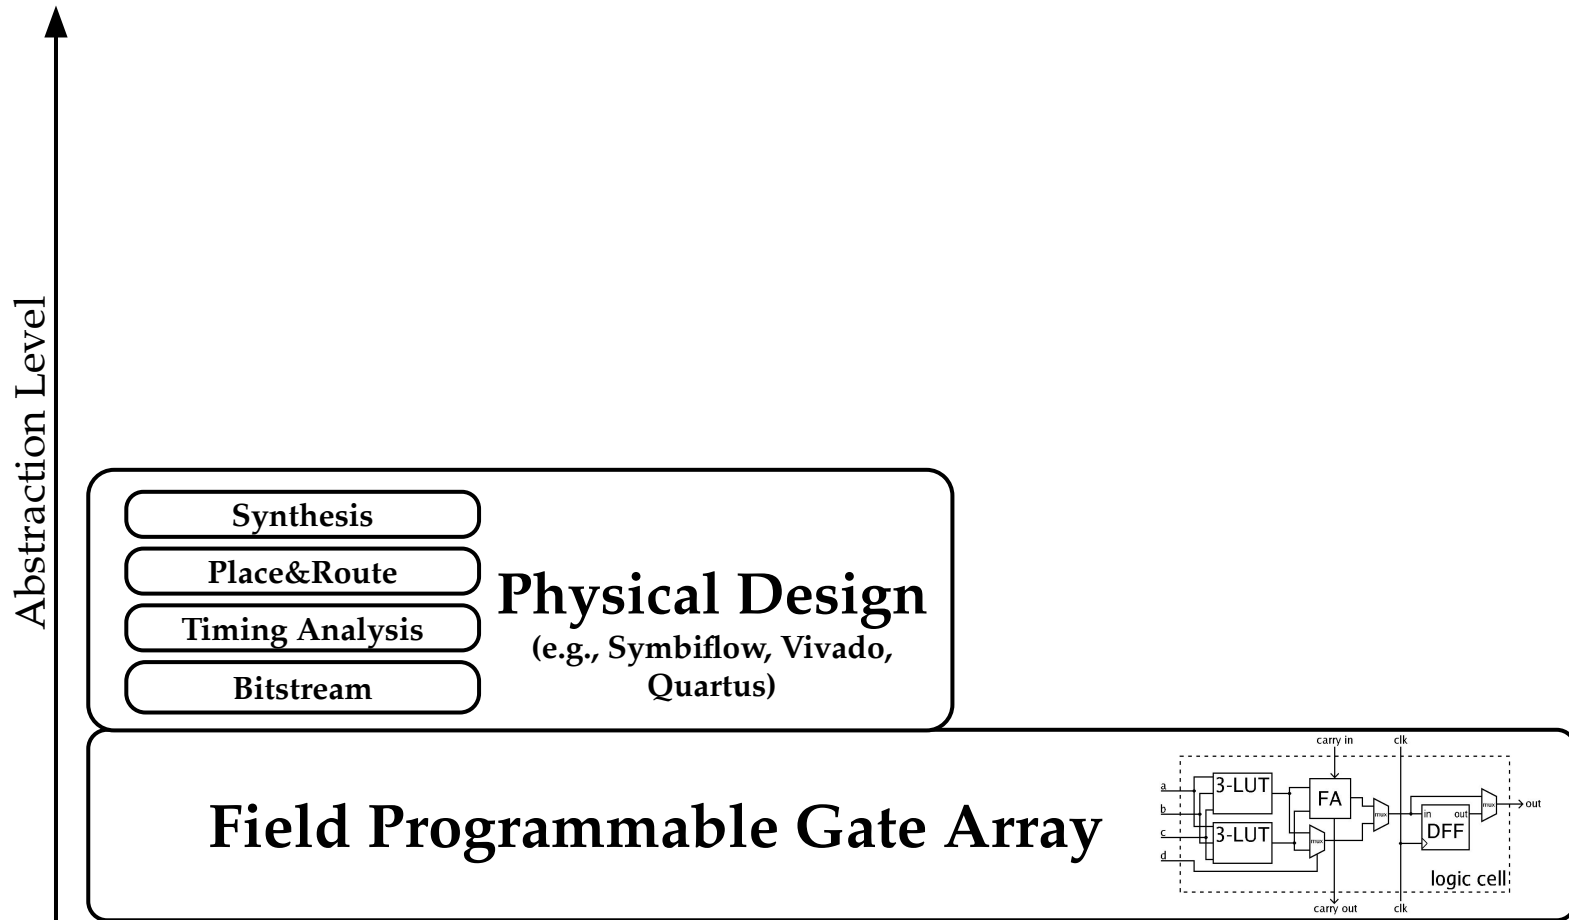 Abstraction Level
Synthesis
Place&Route
Timing Analysis
Bitstream
Physical Design
(e.g., Symbiflow, Vivado,
Quartus)
Field Programmable Gate Array
carry in
clk
a
b
c
d
3-LUT
3-LUT
FA
mux
mux
in
out
DFF
mux
out
logic cell
carry out
clk